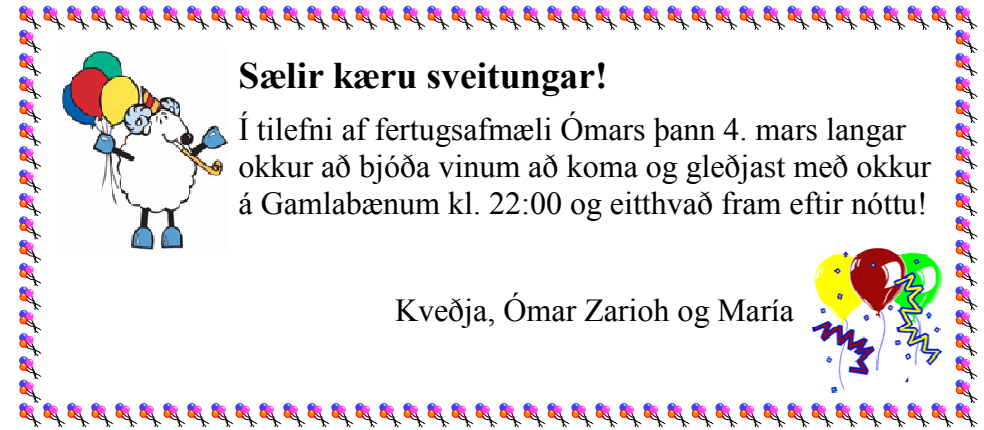 Sælir kæru sveitungar!
Í tilefni af fertugsafmæli Ómars þann 4. mars langar
okkur að bjóða vinum að koma og gleðjast með okkur
á Gamlabænum kl. 22:00 og eitthvað fram eftir nóttu!
Kveðja, Ómar Zarioh og María